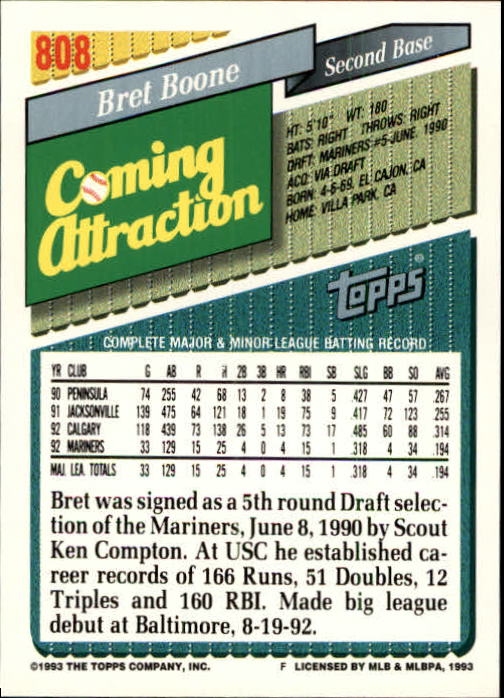 808
Bret Boone
Second Base
Coming
Attraction
HT: 5'10" WT: 180
BATS: RIGHT THROWS: RIGHT
DRFT: MARINERS #5-JUNE, 1990
ACQ: VIA DRAFT
BORN: 4-6-69, EL CAJON, CA
HOME: VILLA PARK, CA
TOPPS®
COMPLETE MAJOR & MINOR LEAGUE BATTING RECORD
YR CLUB G AB R H 2B 3B HR RBI SB SLG BB SO AVG
90 PENINSULA 74 255 42 68 13 2 8 38 5 .427 47 57 .267
91 JACKSONVILLE 139 475 64 121 18 1 19 75 9 .417 72 123 .255
92 CALGARY 118 439 73 138 26 5 13 73 17 .485 60 88 .314
92 MARINERS 33 129 15 25 4 0 4 15 1 .318 4 34 .194
MAJ. LEA. TOTALS 33 129 15 25 4 0 4 15 1 .318 4 34 .194
Bret was signed as a 5th round Draft selec-
tion of the Mariners, June 8, 1990 by Scout
Ken Compton. At USC he established ca-
reer records of 166 Runs, 51 Doubles, 12
Triples and 160 RBI. Made big league
debut at Baltimore, 8-19-92.
©1993 THE TOPPS COMPANY, INC. F LICENSED BY MLB & MLBPA, 1993